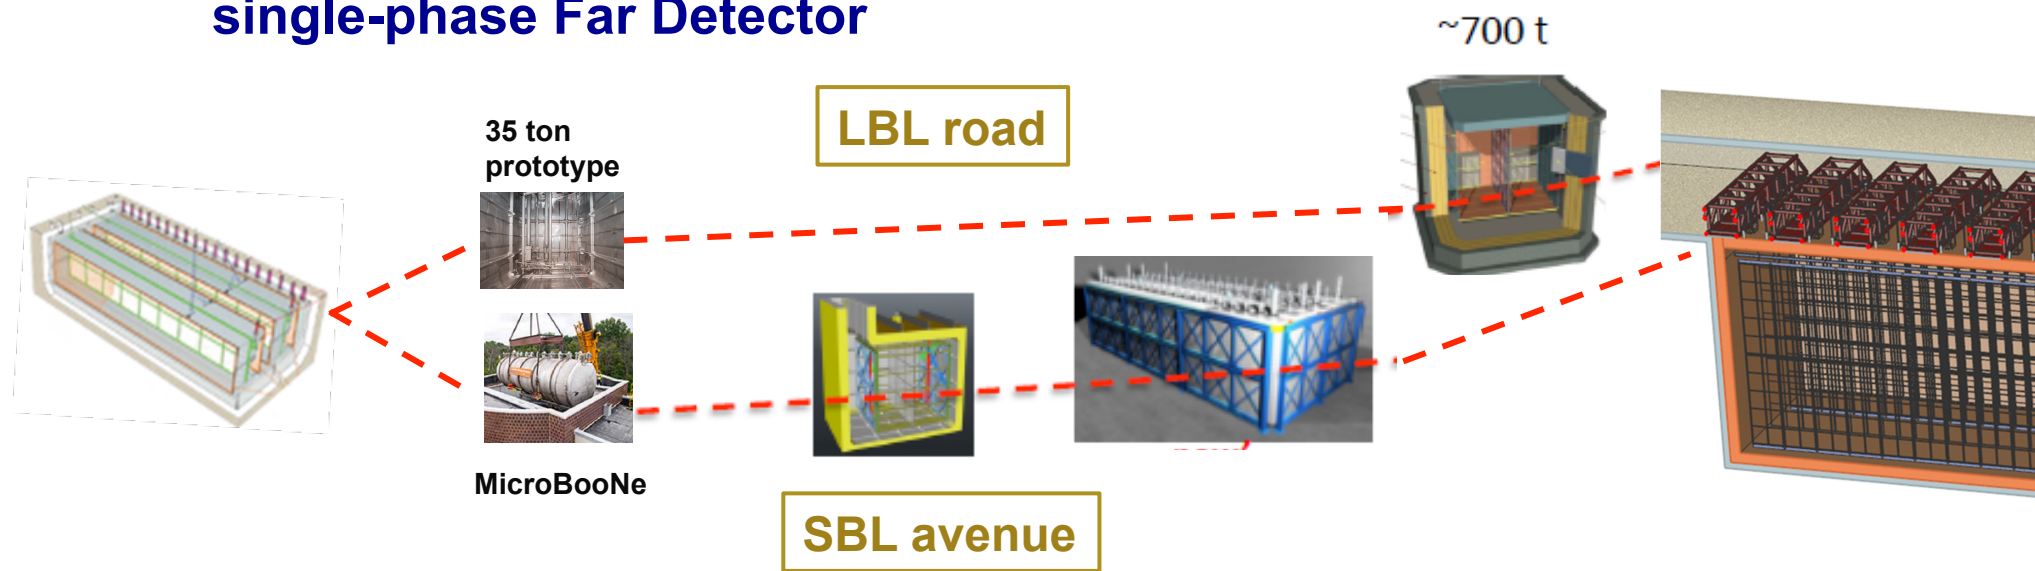 single-phase Far Detector
~700 t
LBL road
35 ton
prototype
MicroBooNe
SBL avenue